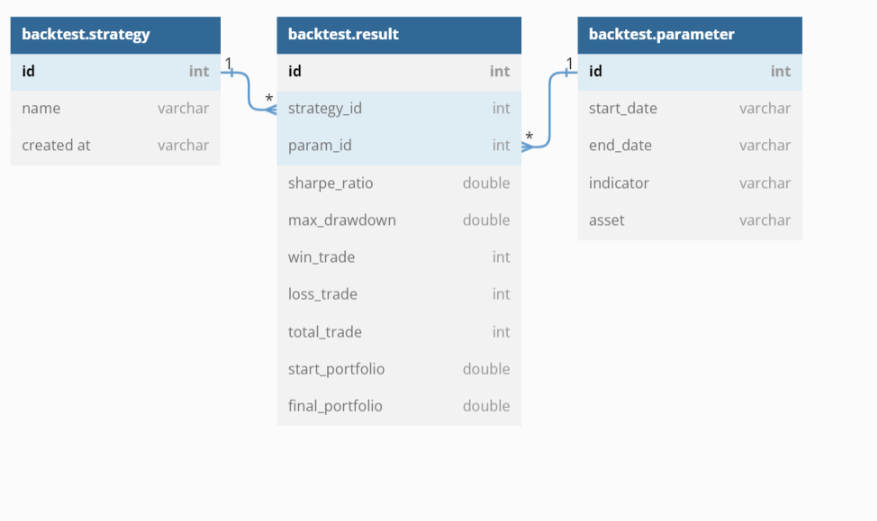 backtest.strategy
id int
name varchar
created at varchar
1
*
backtest.result
id int
strategy_id int
param_id int
sharpe_ratio double
max_drawdown double
win_trade int
loss_trade int
total_trade int
start_portfolio double
final_portfolio double
*
1
backtest.parameter
id int
start_date varchar
end_date varchar
indicator varchar
asset varchar